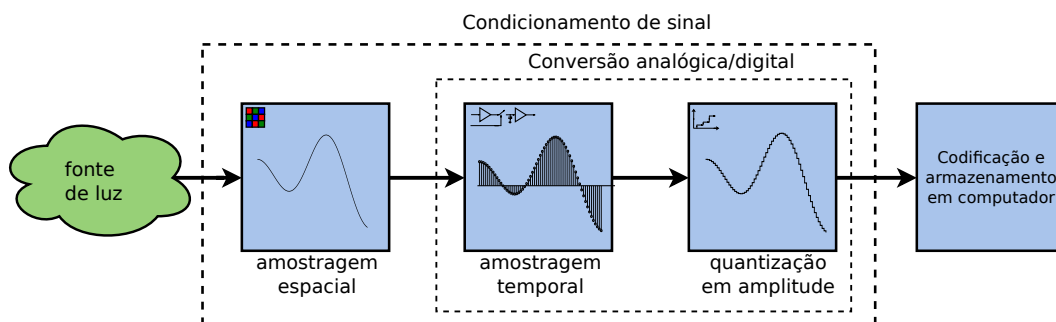 Condicionamento de sinal
Conversão analógica/digital
fonte
de luz
amostragem
espacial
amostragem
temporal
quantização
em amplitude
Codificação e
armazenamento
em computador